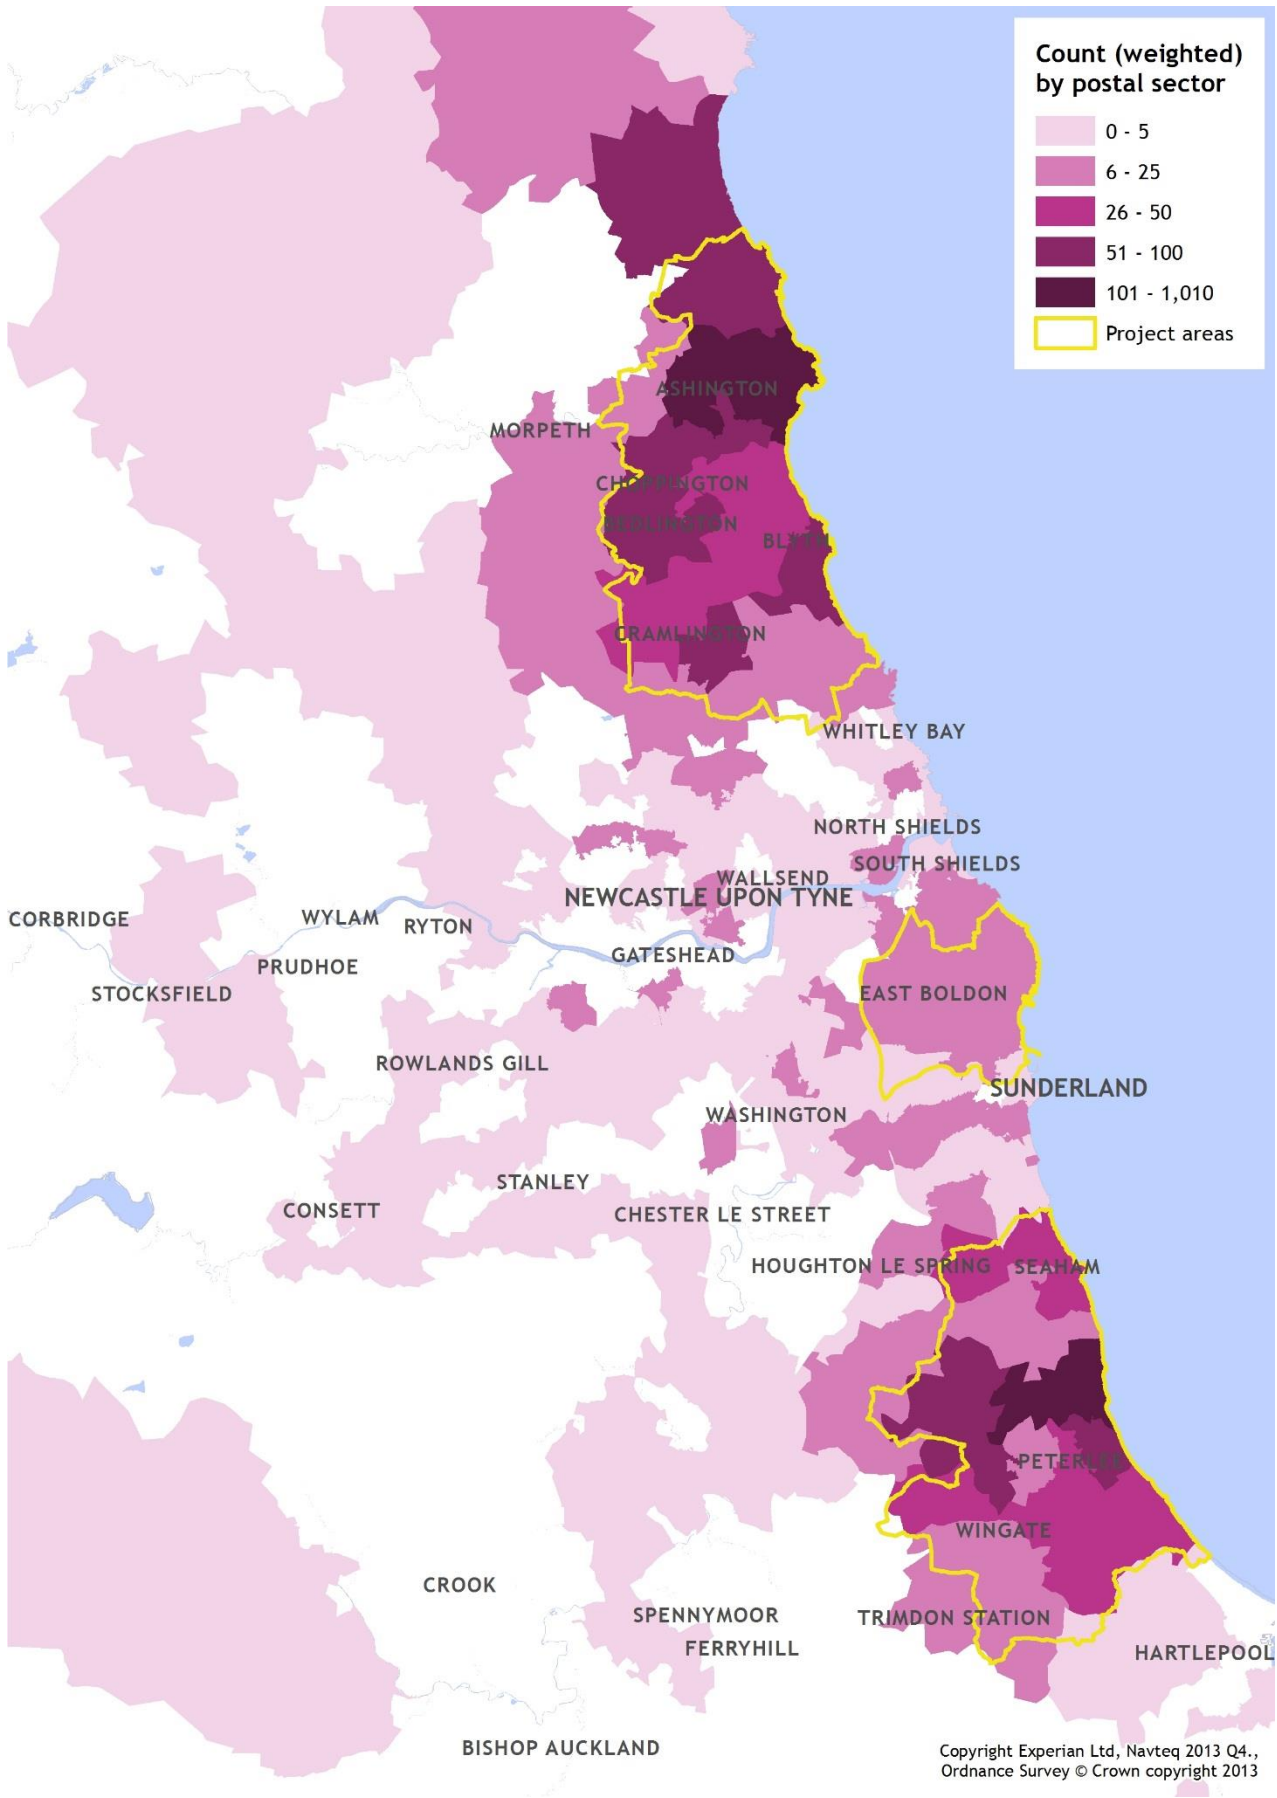 Count (weighted)
by postal sector
0 - 5
6 - 25
26 - 50
51 - 100
101 - 1,010
Project areas
ASHINGTON
MORPETH
CHOPPINGTON
BEDLINGTON
BLYTH
CRAMLINGTON
WHITLEY BAY
NORTH SHIELDS
SOUTH SHIELDS
WALLSEND
NEWCASTLE UPON TYNE
CORBRIDGE
WYLAM
RYTON
GATESHEAD
PRUDHOE
STOCKSFIELD
EAST BOLDON
ROWLANDS GILL
SUNDERLAND
WASHINGTON
STANLEY
CONSETT
CHESTER LE STREET
HOUGHTON LE SPRING
SEAHAM
PETERLEE
WINGATE
CROOK
SPENNYMOOR
TRIMDON STATION
FERRYHILL
HARTLEPOOL
BISHOP AUCKLAND
Copyright Experian Ltd, Navteq 2013 Q4.,
Ordnance Survey © Crown copyright 2013